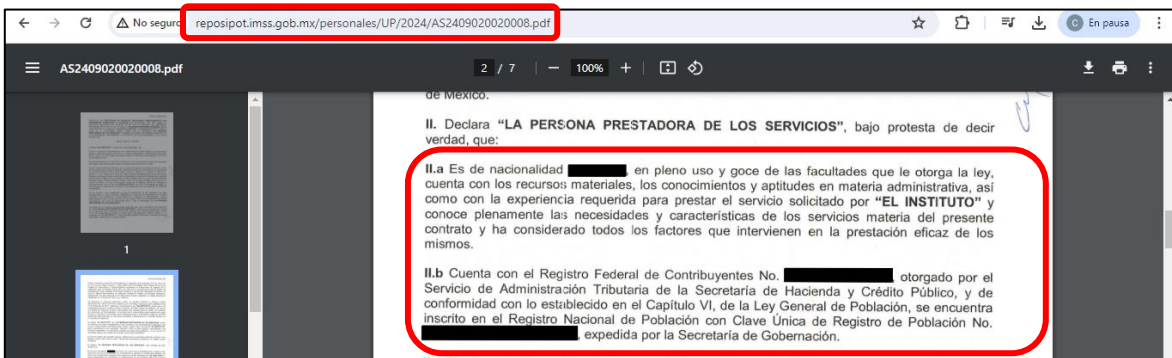 No seguro reposipot.imss.gob.mx/personales/UP/2024/AS2409020020008.pdf
En pausa
AS2409020020008.pdf
2 / 7 | — 100% +
de México.
II. Declara “LA PERSONA PRESTADORA DE LOS SERVICIOS”, bajo protesta de decir
verdad, que:
II.a Es de nacionalidad , en pleno uso y goce de las facultades que le otorga la ley,
cuenta con los recursos materiales, los conocimientos y aptitudes en materia administrativa, así
como con la experiencia requerida para prestar el servicio solicitado por “EL INSTITUTO” y
conoce plenamente las necesidades y características de los servicios materia del presente
contrato y ha considerado todos los factores que intervienen en la prestación eficaz de los
mismos.
1
II.b Cuenta con el Registro Federal de Contribuyentes No. , otorgado por el
Servicio de Administración Tributaria de la Secretaría de Hacienda y Crédito Público, y de
conformidad con lo establecido en el Capítulo VI, de la Ley General de Población, se encuentra
inscrito en el Registro Nacional de Población con Clave Única de Registro de Población No.
, expedida por la Secretaría de Gobernación.